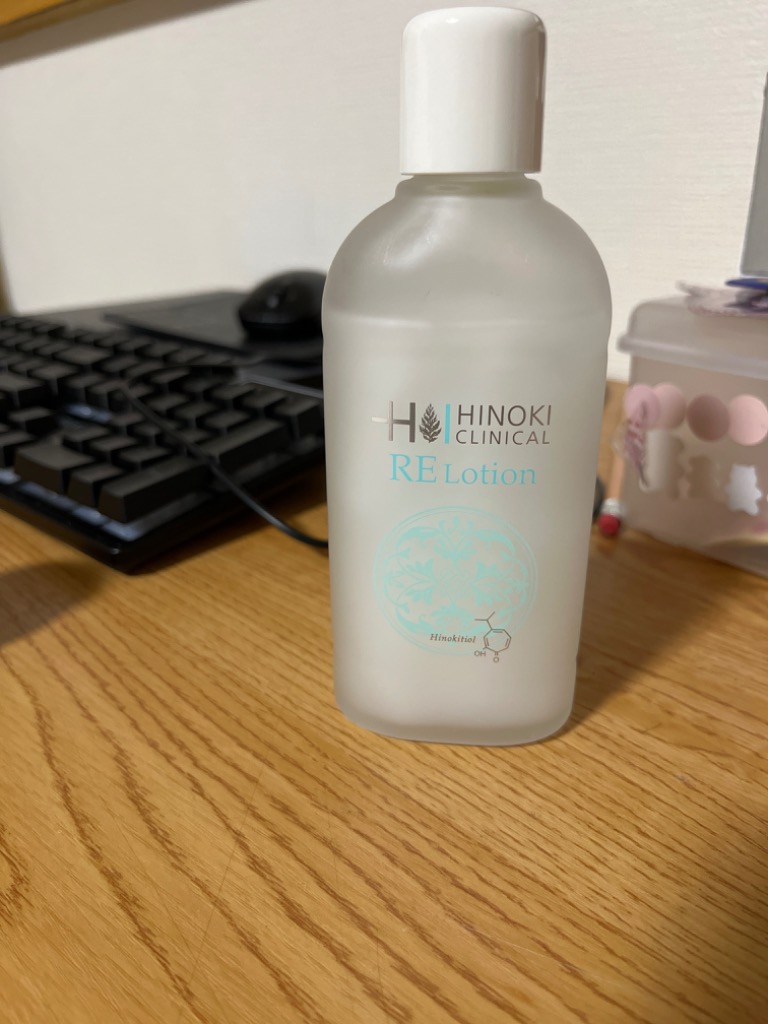 HINOKI
CLINICAL
RE Lotion
Hinokitiol
OH
O